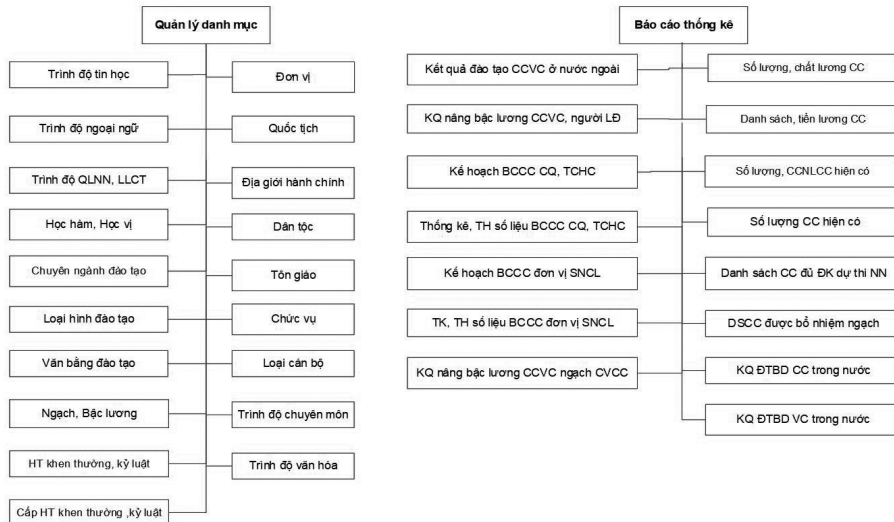 Quản lý danh mục
Trình độ tin học
Đơn vị
Trình độ ngoại ngữ
Quốc tịch
Trình độ QLNN, LLCT
Địa giới hành chính
Học hàm, Học vị
Dân tộc
Chuyên ngành đào tạo
Tôn giáo
Loại hình đào tạo
Chức vụ
Văn bằng đào tạo
Loại cán bộ
Ngạch, Bậc lương
Trình độ chuyên môn
HT khen thưởng, kỷ luật
Trình độ văn hóa
Cấp HT khen thưởng ,kỷ luật
Báo cáo thống kê
Kết quả đào tạo CCVC ở nước ngoài
Số lượng, chất lương CC
KQ nâng bậc lương CCVC, người LĐ
Danh sách, tiền lương CC
Kế hoạch BCCC CQ, TCHC
Số lượng, CCNLCC hiện có
Thống kê, TH số liệu BCCC CQ, TCHC
Số lượng CC hiện có
Kế hoạch BCCC đơn vị SNCL
Danh sách CC đủ ĐK dự thi NN
TK, TH số liệu BCCC đơn vị SNCL
DSCC được bổ nhiệm ngạch
KQ nâng bậc lương CCVC ngạch CVCC
KQ ĐTBD CC trong nước
KQ ĐTBD VC trong nước